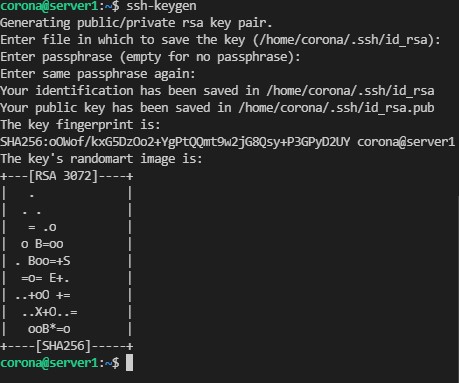 corona@server1:~$ ssh-keygen
Generating public/private rsa key pair.
Enter file in which to save the key (/home/corona/.ssh/id_rsa):
Enter passphrase (empty for no passphrase):
Enter same passphrase again:
Your identification has been saved in /home/corona/.ssh/id_rsa
Your public key has been saved in /home/corona/.ssh/id_rsa.pub
The key fingerprint is:
SHA256:oOWof/kxG5DzOo2+YgPtQQmt9w2jG8Qsy+P3GPyD2UY corona@server1
The key's randomart image is:
+---[RSA 3072]----+
|   .             |
|  . .            |
|   = .o          |
|  o B=oo         |
| . Boo=+S        |
|  =o= E+.        |
| ..+oO +=        |
|  ..X+O..=       |
|   ooB*=o        |
+----[SHA256]-----+
corona@server1:~$